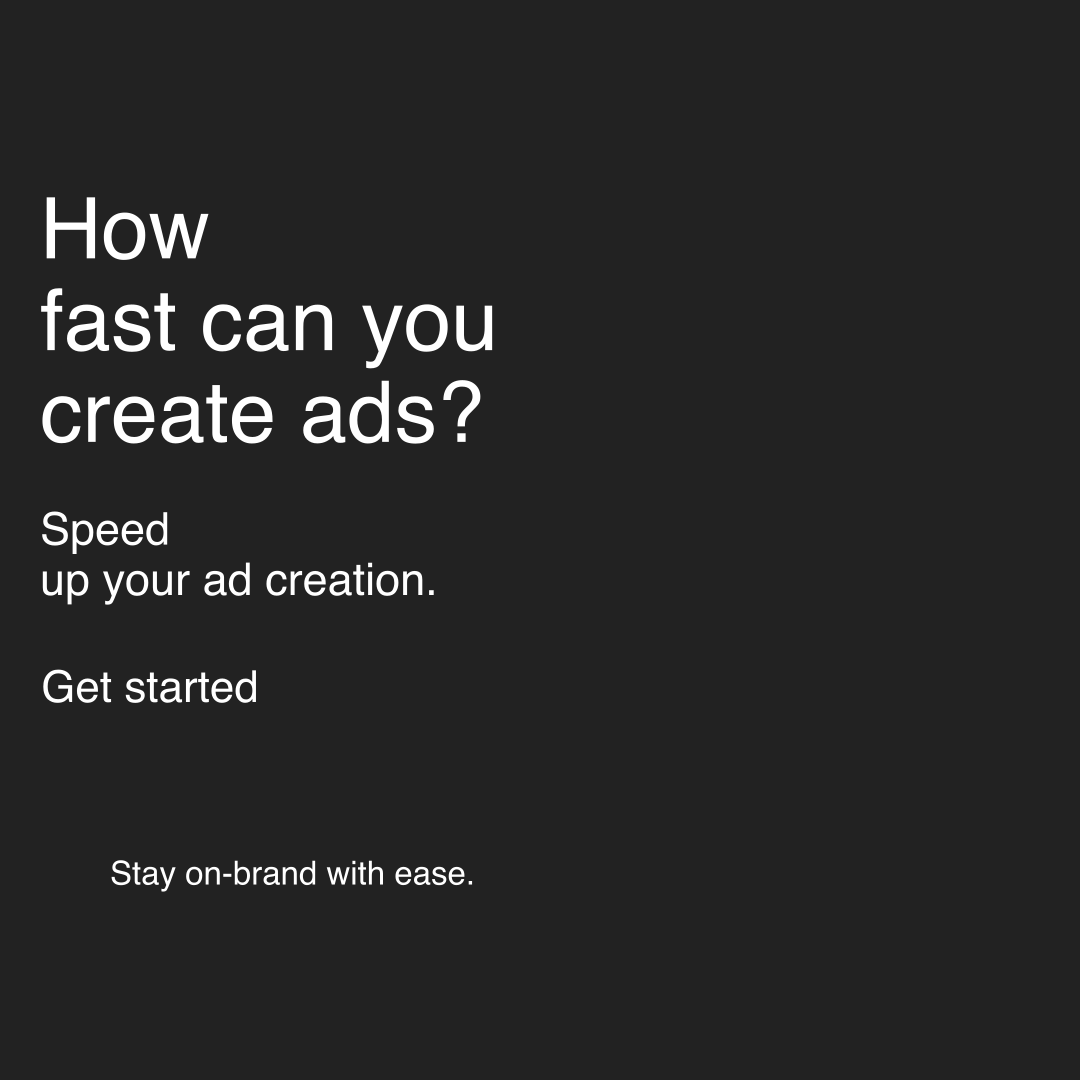 How
fast can you
create ads?
Speed
up your ad creation.
Get started
Stay on-brand with ease.